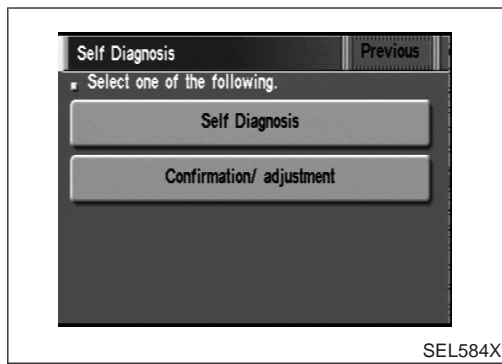 Self Diagnosis Previous
Select one of the following.
Self Diagnosis
Confirmation/ adjustment
SEL584X